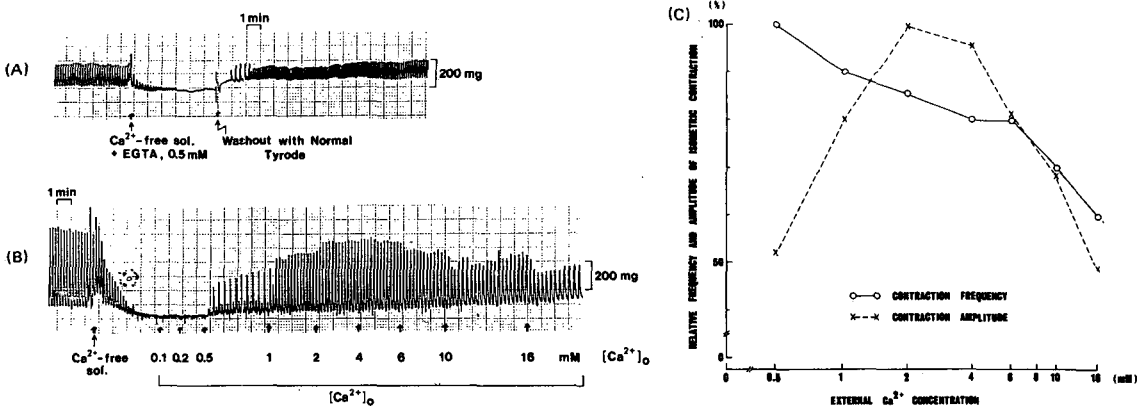 (A)
1 min
200 mg
Ca²⁺-free sol.
+ EGTA, 0.5mM
Washout with Normal
Tyrode
(B)
1 min
200 mg
Ca²⁺-free
sol.
0.1 0.2 0.5 1 2 4 6 10 16 mM [Ca²⁺]o
[Ca²⁺]o
(C)
(%)
RELATIVE FREQUENCY AND AMPLITUDE OF ISOMETRIC CONTRACTION
100
50
0
CONTRACTION FREQUENCY
CONTRACTION AMPLITUDE
0 0.5 1 2 4 6 8 10 16 (mM)
EXTERNAL Ca²⁺ CONCENTRATION